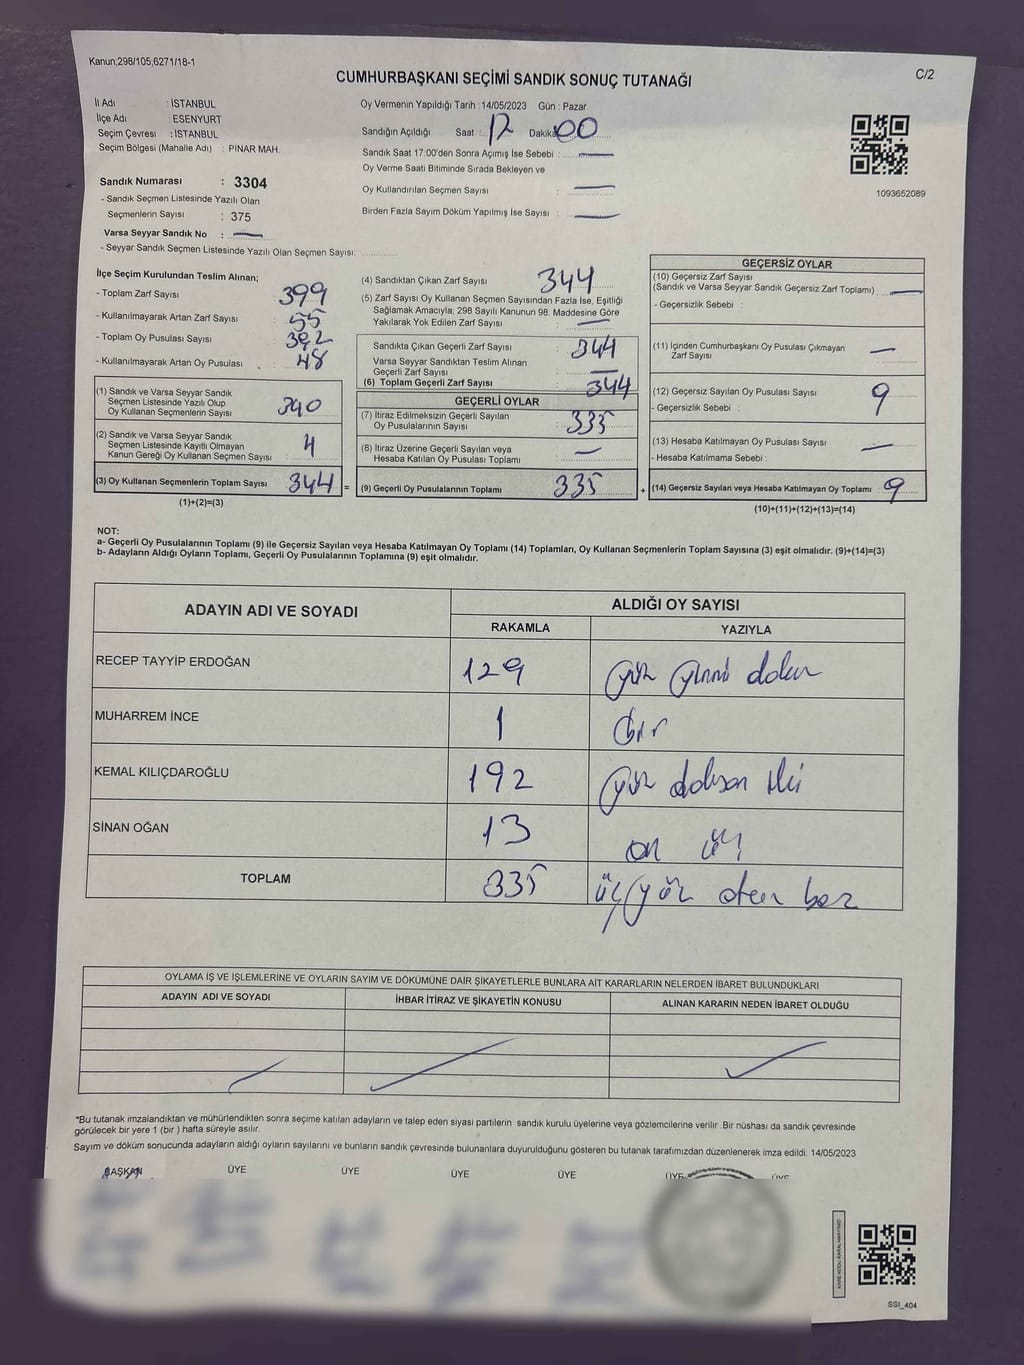 Kanun;298/105;6271/18-1
C/2
CUMHURBAŞKANI SEÇİMİ SANDIK SONUÇ TUTANAĞI
İl Adı : İSTANBUL
İlçe Adı : ESENYURT
Seçim Çevresi : İSTANBUL
Seçim Bölgesi (Mahalle Adı) : PINAR MAH.
Sandık Numarası : 3304
- Sandık Seçmen Listesinde Yazılı Olan
Seçmenlerin Sayısı : 375
Varsa Seyyar Sandık No : —
- Seyyar Sandık Seçmen Listesinde Yazılı Olan Seçmen Sayısı:
Oy Vermenin Yapıldığı Tarih : 14/05/2023 Gün : Pazar
Sandığın Açıldığı Saat : 17 Dakika: 00
Sandık Saat 17:00'den Sonra Açımış İse Sebebi : —
Oy Verme Saati Bitiminde Sırada Bekleyen ve
Oy Kullandırılan Seçmen Sayısı : —
Birden Fazla Sayım Döküm Yapılmış İse Sayısı : —
1093652089
İlçe Seçim Kurulundan Teslim Alınan;
- Toplam Zarf Sayısı : 399
- Kullanılmayarak Artan Zarf Sayısı : 55
- Toplam Oy Pusulası Sayısı : 392
- Kullanılmayarak Artan Oy Pusulası : 48
(1) Sandık ve Varsa Seyyar Sandık
Seçmen Listesinde Yazılı Olup
Oy Kullanan Seçmenlerin Sayısı : 340
(2) Sandık ve Varsa Seyyar Sandık
Seçmen Listesinde Kayıtlı Olmayan
Kanun Gereği Oy Kullanan Seçmen Sayısı : 4
(3) Oy Kullanan Seçmenlerin Toplam Sayısı : 344 =
(1)+(2)=(3)
(4) Sandıktan Çıkan Zarf Sayısı : 344
(5) Zarf Sayısı Oy Kullanan Seçmen Sayısından Fazla İse, Eşitliği
Sağlamak Amacıyla; 298 Sayılı Kanunun 98. Maddesine Göre
Yakılarak Yok Edilen Zarf Sayısı : —
Sandıkta Çıkan Geçerli Zarf Sayısı : 344
Varsa Seyyar Sandıktan Teslim Alınan
Geçerli Zarf Sayısı : —
(6) Toplam Geçerli Zarf Sayısı : 344
GEÇERLİ OYLAR
(7) İtiraz Edilmeksizin Geçerli Sayılan
Oy Pusulalarının Sayısı : 335
(8) İtiraz Üzerine Geçerli Sayılan veya
Hesaba Katılan Oy Pusulası Toplamı : —
(9) Geçerli Oy Pusulalarının Toplamı : 335 +
GEÇERSİZ OYLAR
(10) Geçersiz Zarf Sayısı
(Sandık ve Varsa Seyyar Sandık Geçersiz Zarf Toplamı) : —
- Geçersizlik Sebebi :
(11) İçinden Cumhurbaşkanı Oy Pusulası Çıkmayan
Zarf Sayısı : —
(12) Geçersiz Sayılan Oy Pusulası Sayısı : 9
- Geçersizlik Sebebi :
(13) Hesaba Katılmayan Oy Pusulası Sayısı : —
- Hesaba Katılmama Sebebi :
(14) Geçersiz Sayılan veya Hesaba Katılmayan Oy Toplamı : 9
(10)+(11)+(12)+(13)=(14)
NOT:
a- Geçerli Oy Pusulalarının Toplamı (9) ile Geçersiz Sayılan veya Hesaba Katılmayan Oy Toplamı (14) Toplamları, Oy Kullanan Seçmenlerin Toplam Sayısına (3) eşit olmalıdır. (9)+(14)=(3)
b- Adayların Aldığı Oyların Toplamı, Geçerli Oy Pusulalarının Toplamına (9) eşit olmalıdır.
ADAYIN ADI VE SOYADI
ALDIĞI OY SAYISI
RAKAMLA YAZIYLA
RECEP TAYYİP ERDOĞAN 129 yüz yirmi dokuz
MUHARREM İNCE 1 bir
KEMAL KILIÇDAROĞLU 192 yüz doksan iki
SİNAN OĞAN 13 on üç
TOPLAM 335 üçyüz otuz beş
OYLAMA İŞ VE İŞLEMLERİNE VE OYLARIN SAYIM VE DÖKÜMÜNE DAİR ŞİKAYETLERLE BUNLARA AİT KARARLARIN NELERDEN İBARET BULUNDUKLARI
ADAYIN ADI VE SOYADI İHBAR İTİRAZ VE ŞİKAYETİN KONUSU ALINAN KARARIN NEDEN İBARET OLDUĞU
*Bu tutanak imzalandıktan ve mühürlendikten sonra seçime katılan adayların ve talep eden siyasi partilerin sandık kurulu üyelerine veya gözlemcilerine verilir .Bir nüshası da sandık çevresinde
görülecek bir yere 1 (bir ) hafta süreyle asılır.
Sayım ve döküm sonucunda adayların aldığı oyların sayılarını ve bunların sandık çevresinde bulunanlara duyurulduğunu gösteren bu tutanak tarafımızdan düzenlenerek imza edildi. 14/05/2023
BAŞKAN ÜYE ÜYE ÜYE ÜYE ÜYE ÜYE
SSI_404